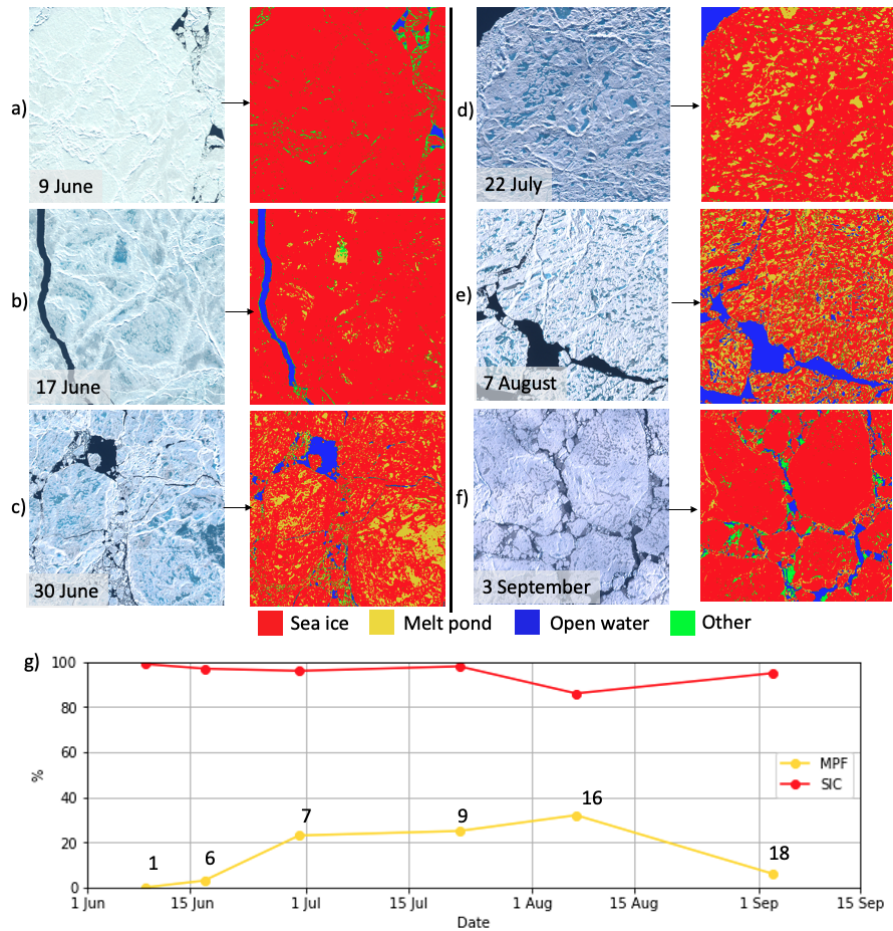 a)
9 June
b)
17 June
c)
30 June
d)
22 July
e)
7 August
f)
3 September
Sea ice Melt pond Open water Other
g)
100
80
60
40
20
0
%
MPF
SIC
1 6 7 9 16 18
1 Jun 15 Jun 1 Jul 15 Jul 1 Aug 15 Aug 1 Sep 15 Sep
Date